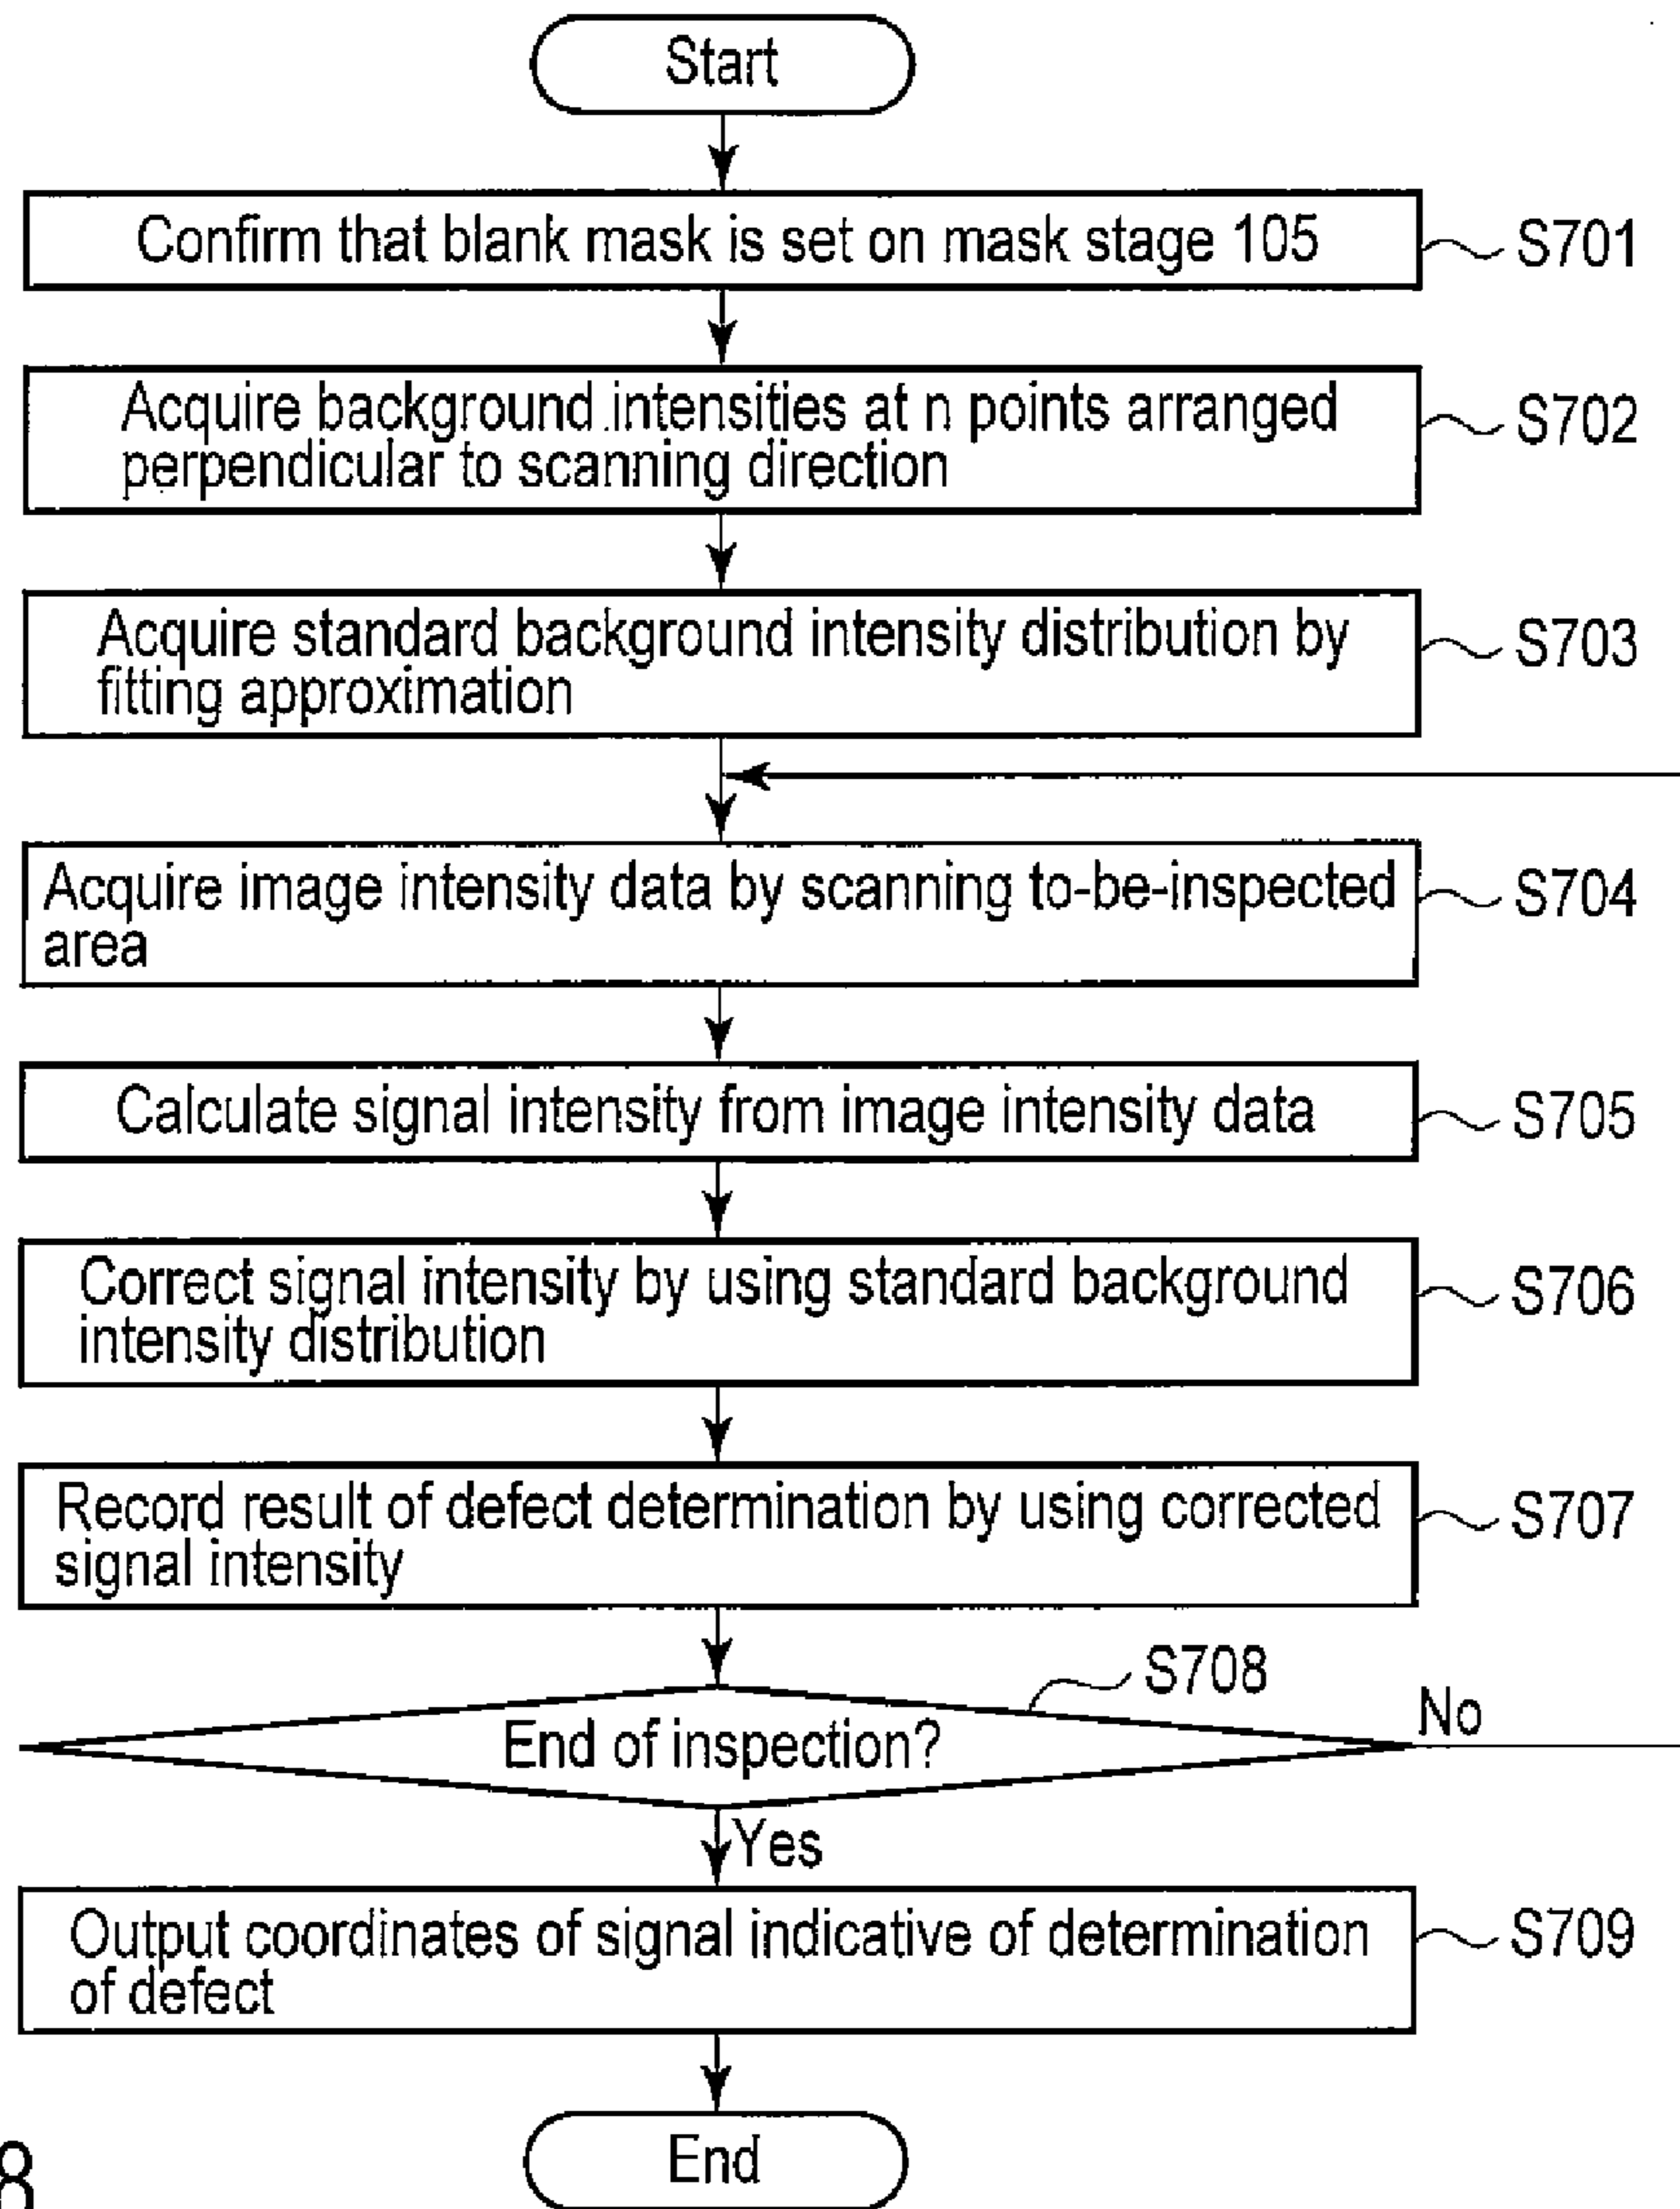 Start
Confirm that blank mask is set on mask stage 105
S701
Acquire background intensities at n points arranged
perpendicular to scanning direction
S702
Acquire standard background intensity distribution by
fitting approximation
S703
Acquire image intensity data by scanning to-be-inspected
area
S704
Calculate signal intensity from image intensity data
S705
Correct signal intensity by using standard background
intensity distribution
S706
Record result of defect determination by using corrected
signal intensity
S707
S708
End of inspection?
No
Yes
Output coordinates of signal indicative of determination
of defect
S709
End
8